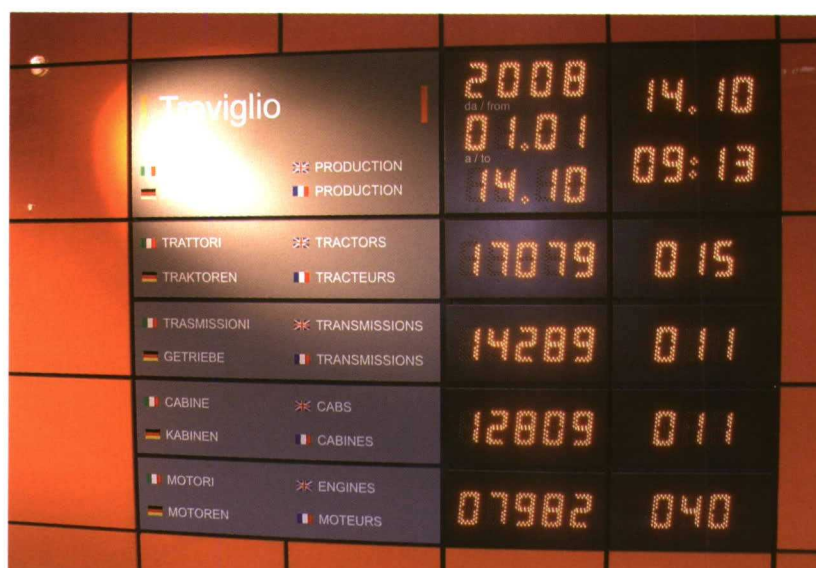 Treviglio
2008
14.10
da / from
01.01
09:13
a / to
14.10
PRODUCTION
PRODUCTION
TRATTORI TRACTORS 17079 015
TRAKTOREN TRACTEURS
TRASMISSIONI TRANSMISSIONS 14289 011
GETRIEBE TRANSMISSIONS
CABINE CABS 12809 011
KABINEN CABINES
MOTORI ENGINES 07982 040
MOTOREN MOTEURS